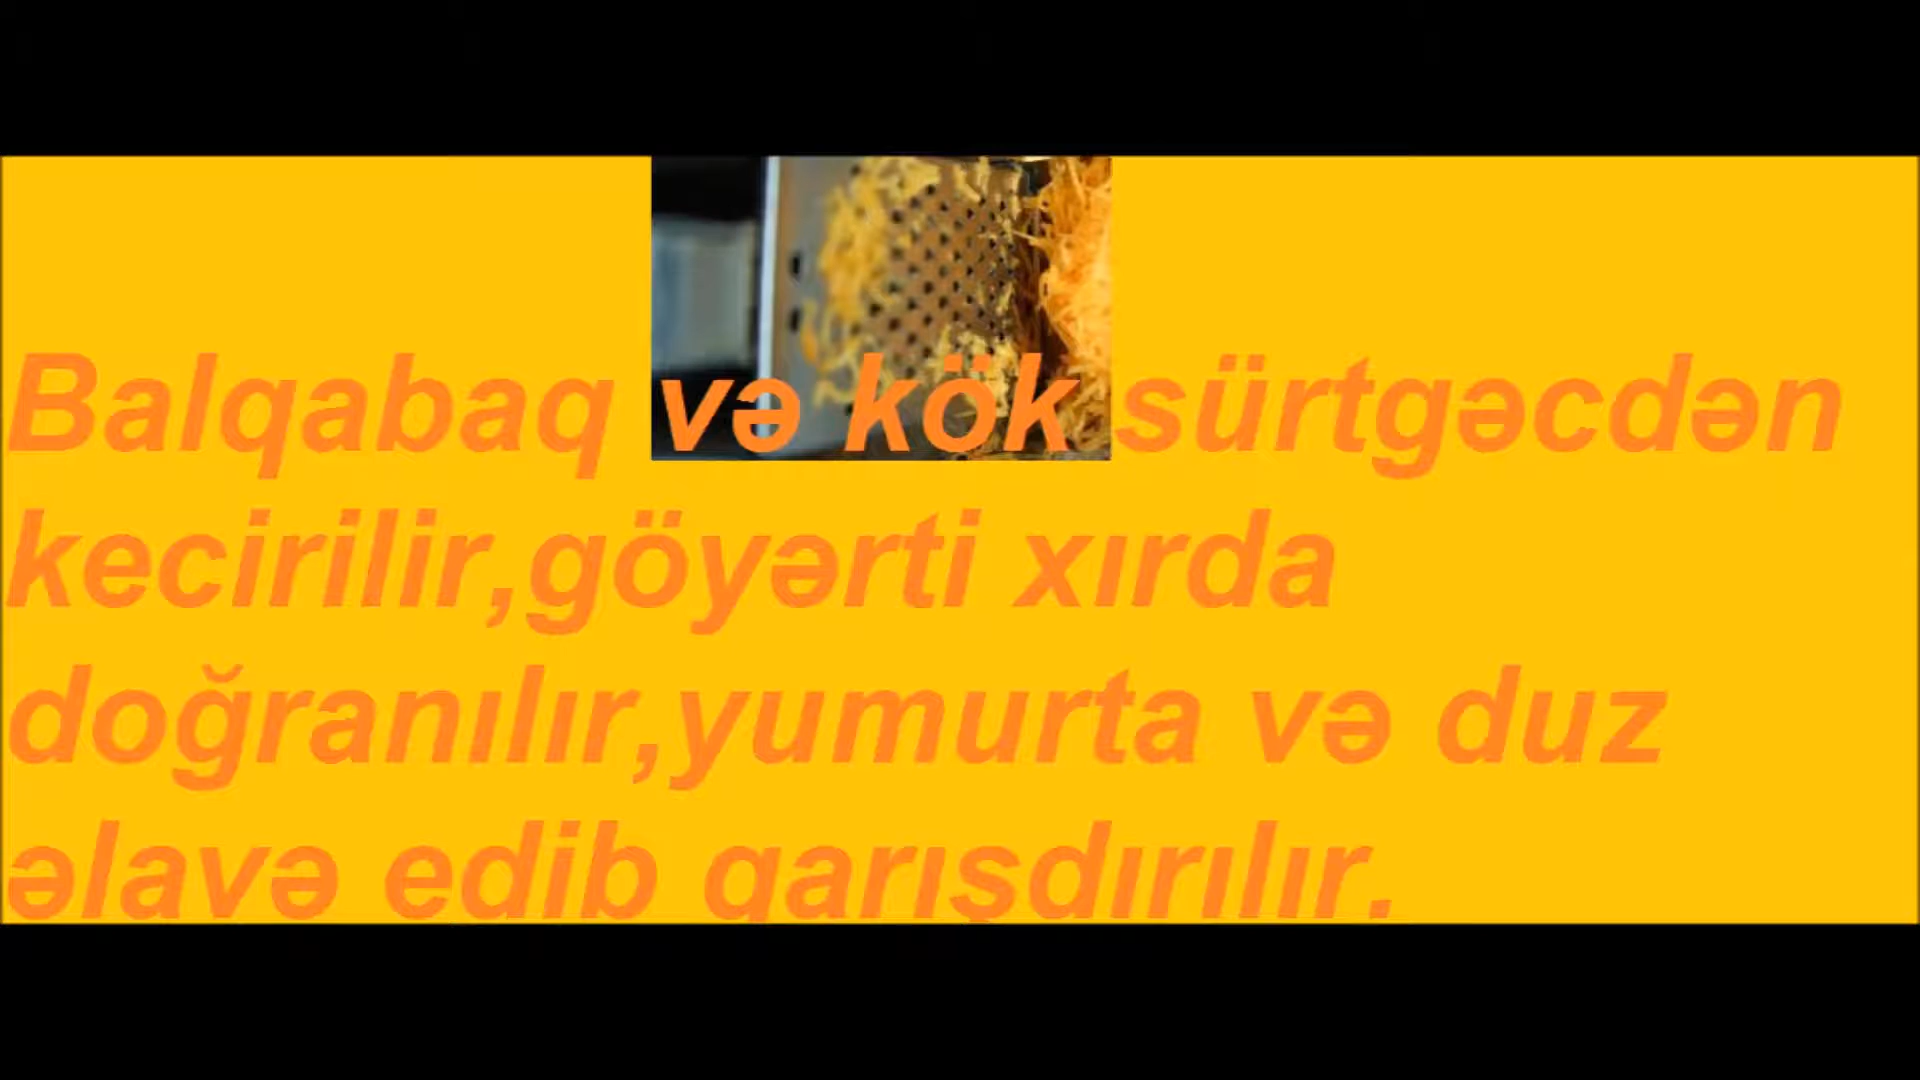 Balqabaq və kök sürtgəcdən
kecirilir,göyərti xırda
doğranılır,yumurta və duz
əlavə edib qarışdırılır.